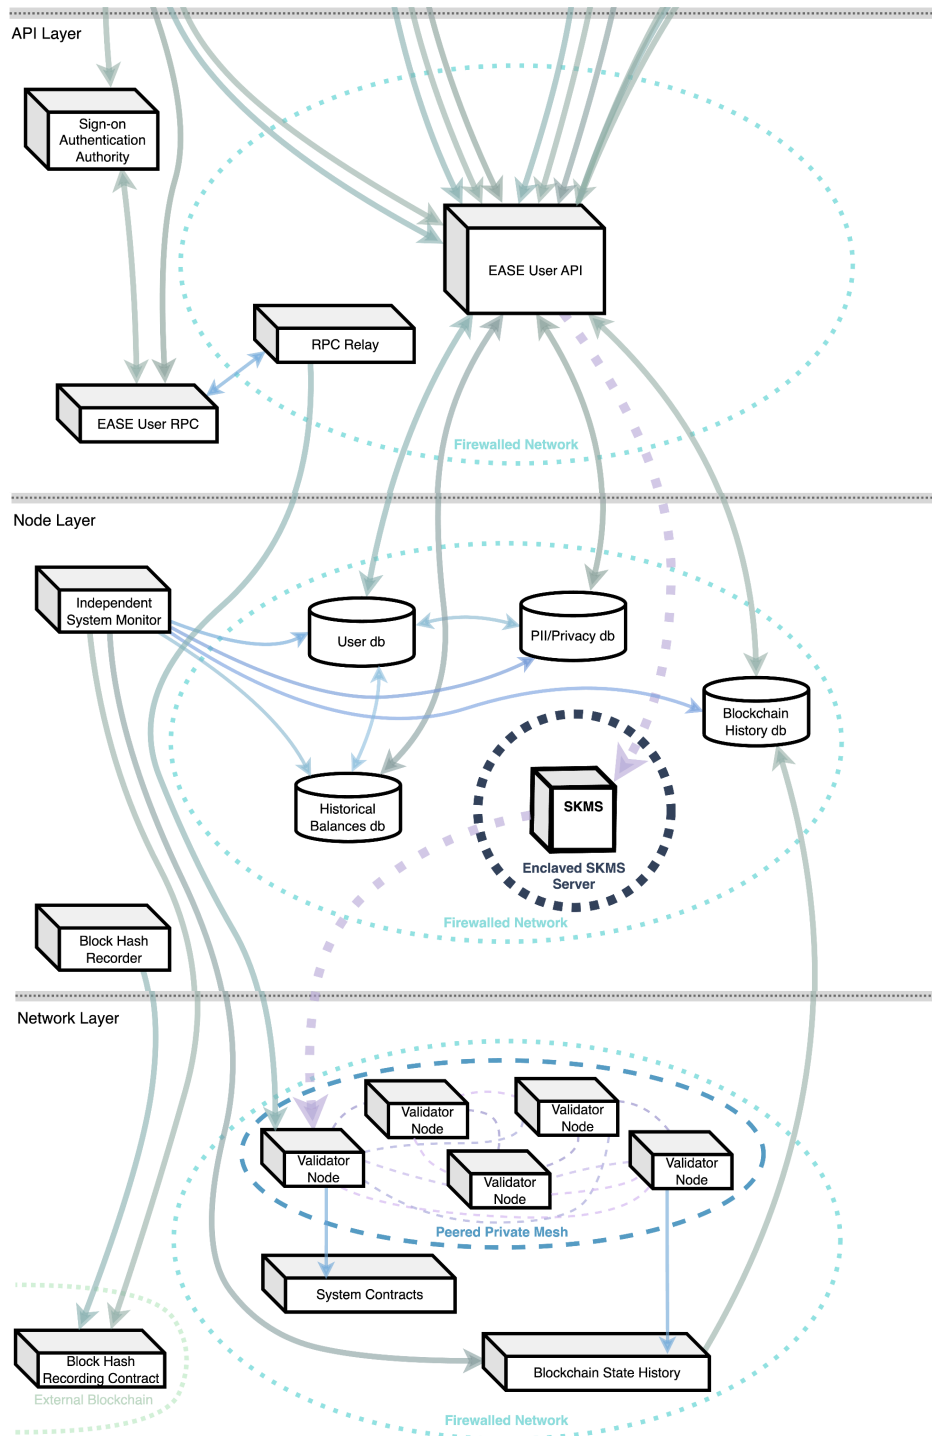 API Layer
Sign-on
Authentication
Authority
EASE User API
RPC Relay
EASE User RPC
Firewalled Network
Node Layer
Independent
System Monitor
User db
PII/Privacy db
Blockchain
History db
Historical
Balances db
SKMS
Enclaved SKMS
Server
Firewalled Network
Block Hash
Recorder
Network Layer
Validator
Node
Validator
Node
Validator
Node
Validator
Node
Validator
Node
Peered Private Mesh
System Contracts
Block Hash
Recording Contract
External Blockchain
Blockchain State History
Firewalled Network